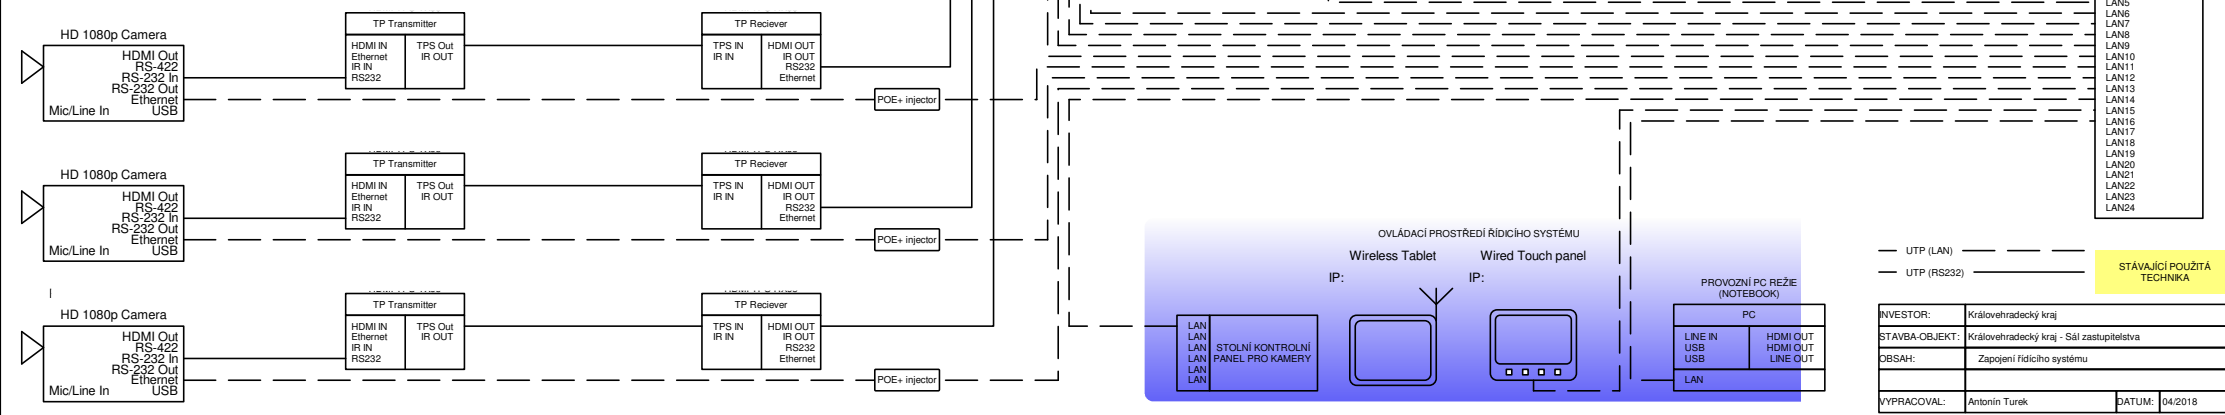 HD 1080p Camera
HDMI Out
RS-422
RS-232 In
RS-232 Out
Ethernet
Mic/Line In USB
TP Transmitter
HDMI IN TPS Out
Ethernet IR OUT
IR IN
RS232
TP Reciever
TPS IN HDMI OUT
IR IN IR OUT
RS232
Ethernet
POE+ injector
HD 1080p Camera
HDMI Out
RS-422
RS-232 In
RS-232 Out
Ethernet
Mic/Line In USB
TP Transmitter
HDMI IN TPS Out
Ethernet IR OUT
IR IN
RS232
TP Reciever
TPS IN HDMI OUT
IR IN IR OUT
RS232
Ethernet
POE+ injector
HD 1080p Camera
HDMI Out
RS-422
RS-232 In
RS-232 Out
Ethernet
Mic/Line In USB
TP Transmitter
HDMI IN TPS Out
Ethernet IR OUT
IR IN
RS232
TP Reciever
TPS IN HDMI OUT
IR IN IR OUT
RS232
Ethernet
POE+ injector
LAN5
LAN6
LAN7
LAN8
LAN9
LAN10
LAN11
LAN12
LAN13
LAN14
LAN15
LAN16
LAN17
LAN18
LAN19
LAN20
LAN21
LAN22
LAN23
LAN24
OVLÁDACÍ PROSTŘEDÍ ŘÍDICÍHO SYSTÉMU
Wireless Tablet
IP:
Wired Touch panel
IP:
LAN
LAN
LAN
LAN
LAN
LAN
STOLNÍ KONTROLNÍ
PANEL PRO KAMERY
PROVOZNÍ PC REŽIE
(NOTEBOOK)
PC
LINE IN HDMI OUT
USB HDMI OUT
USB LINE OUT
LAN
UTP (LAN)
UTP (RS232)
STÁVAJÍCÍ POUŽITÁ
TECHNIKA
INVESTOR: Královehradecký kraj
STAVBA-OBJEKT: Královehradecký kraj - Sál zastupitelstva
OBSAH: Zapojení řídícího systému
VYPRACOVAL: Antonín Turek DATUM: 04/2018